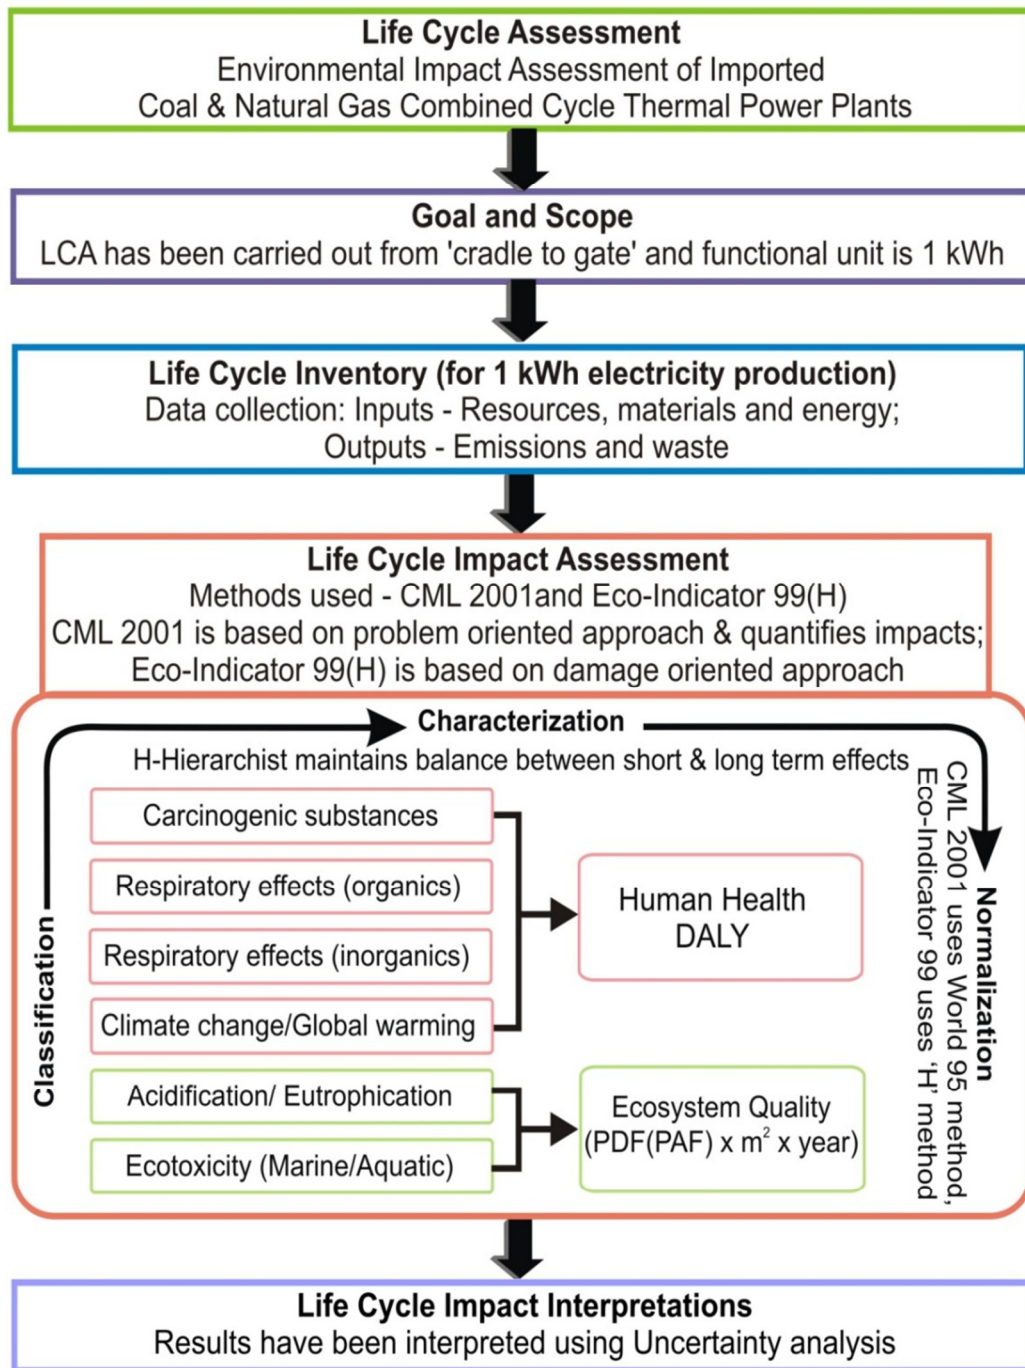 Life Cycle Assessment
Environmental Impact Assessment of Imported
Coal & Natural Gas Combined Cycle Thermal Power Plants
Goal and Scope
LCA has been carried out from 'cradle to gate' and functional unit is 1 kWh
Life Cycle Inventory (for 1 kWh electricity production)
Data collection: Inputs - Resources, materials and energy;
Outputs - Emissions and waste
Life Cycle Impact Assessment
Methods used - CML 2001and Eco-Indicator 99(H)
CML 2001 is based on problem oriented approach & quantifies impacts;
Eco-Indicator 99(H) is based on damage oriented approach
Characterization
H-Hierarchist maintains balance between short & long term effects
Classification
Carcinogenic substances
Respiratory effects (organics)
Respiratory effects (inorganics)
Climate change/Global warming
Acidification/ Eutrophication
Ecotoxicity (Marine/Aquatic)
Human Health
DALY
Ecosystem Quality
(PDF(PAF) x m² x year)
Normalization
CML 2001 uses World 95 method,
Eco-Indicator 99 uses ‘H’ method
Life Cycle Impact Interpretations
Results have been interpreted using Uncertainty analysis